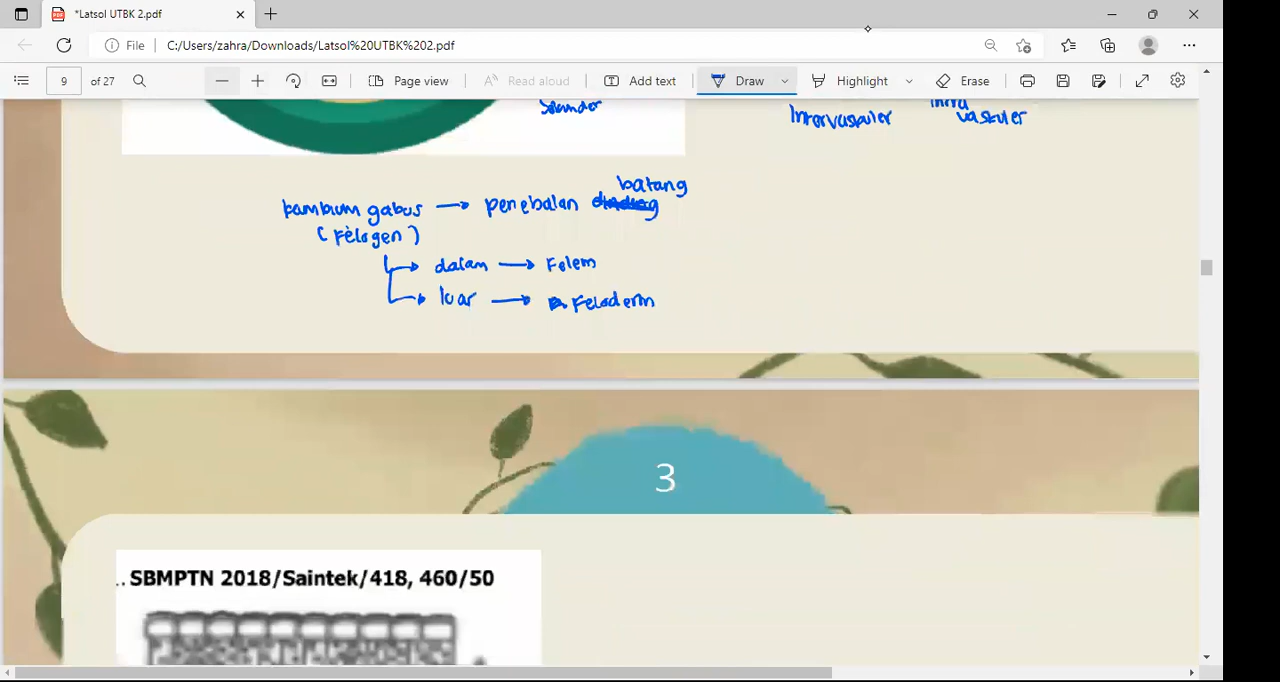 *Latsol UTBK 2.pdf
File C:/Users/zahra/Downloads/Latsol%20UTBK%202.pdf
9 of 27 Page view Read aloud Add text Draw Highlight Erase
Intervaskuler vaskuler
batang
kambium gabus → penebalan
(Felogen)
dalam → Felem
luar → Feloderm
3
SBMPTN 2018/Saintek/418, 460/50